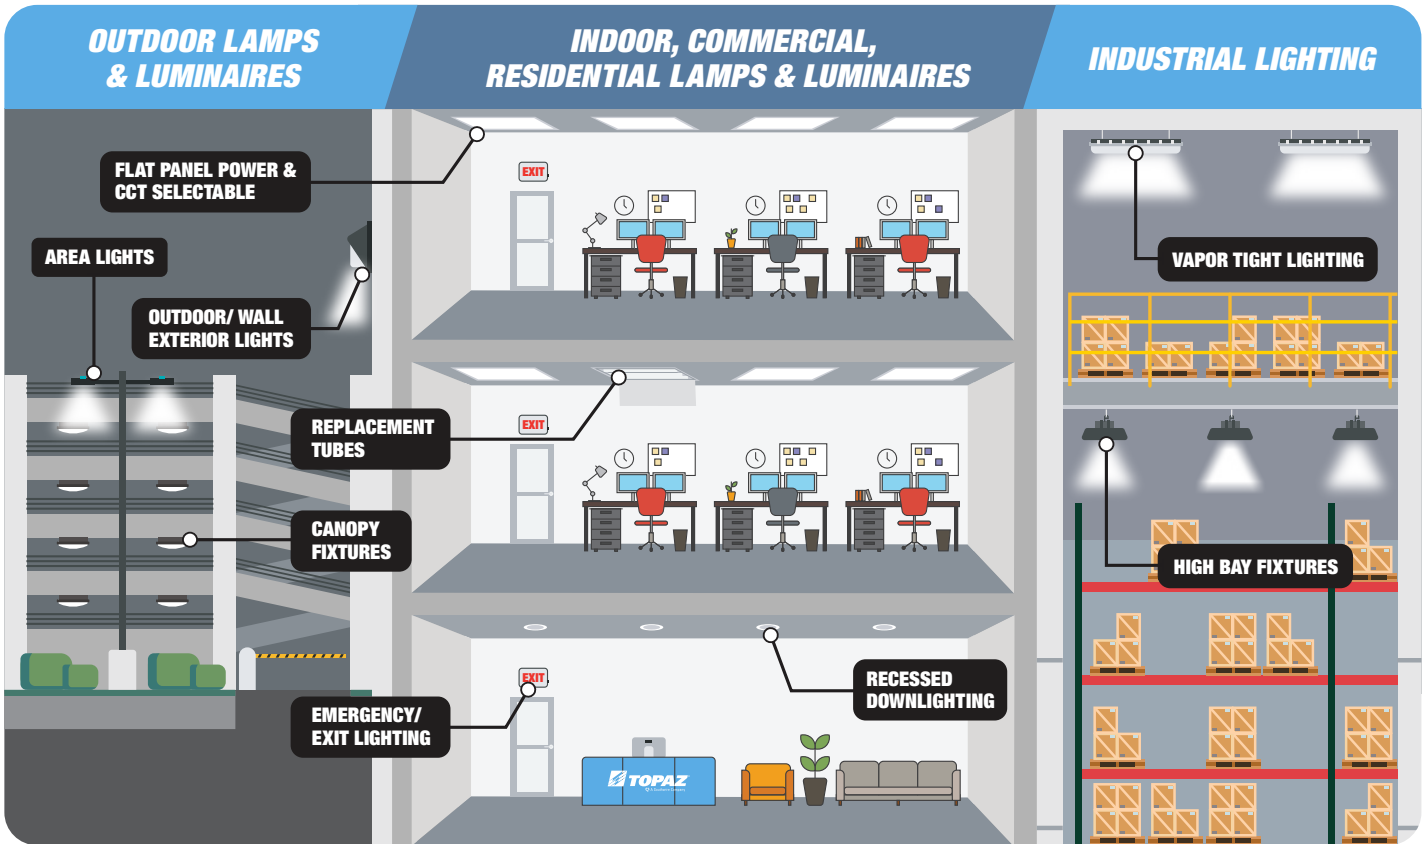 OUTDOOR LAMPS
& LUMINAIRES
INDOOR, COMMERCIAL,
RESIDENTIAL LAMPS & LUMINAIRES
INDUSTRIAL LIGHTING
FLAT PANEL POWER &
CCT SELECTABLE
AREA LIGHTS
OUTDOOR/ WALL
EXTERIOR LIGHTS
REPLACEMENT
TUBES
CANOPY
FIXTURES
EMERGENCY/
EXIT LIGHTING
EXIT
EXIT
EXIT
RECESSED
DOWNLIGHTING
TOPAZ
VAPOR TIGHT LIGHTING
HIGH BAY FIXTURES